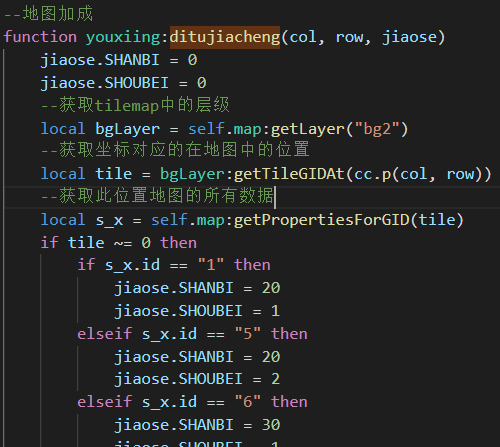 --地图加成
function youxiing:ditujiacheng(col, row, jiaose)
jiaose.SHANBI = 0
jiaose.SHOUBEI = 0
--获取tilemap中的层级
local bgLayer = self.map:getLayer("bg2")
--获取坐标对应的在地图中的位置
local tile = bgLayer:getTileGIDAt(cc.p(col, row))
--获取此位置地图的所有数据
local s_x = self.map:getPropertiesForGID(tile)
if tile ~= 0 then
if s_x.id == "1" then
jiaose.SHANBI = 20
jiaose.SHOUBEI = 1
elseif s_x.id == "5" then
jiaose.SHANBI = 20
jiaose.SHOUBEI = 2
elseif s_x.id == "6" then
jiaose.SHANBI = 30
jiaose.SHOUBEI = 1